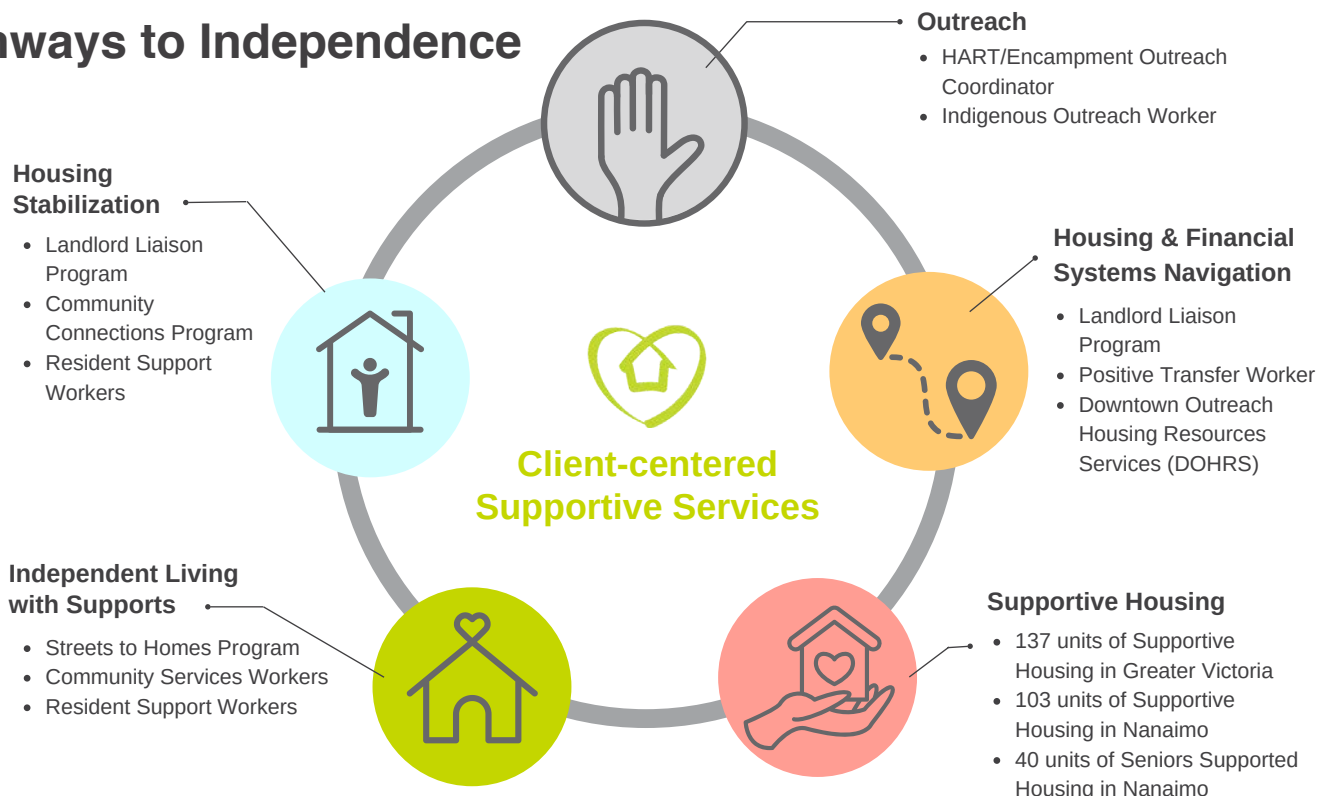 hways to Independence
Outreach
HART/Encampment Outreach
Coordinator
Indigenous Outreach Worker
Housing
Stabilization
Landlord Liaison
Program
Community
Connections Program
Resident Support
Workers
Housing & Financial
Systems Navigation
Landlord Liaison
Program
Positive Transfer Worker
Downtown Outreach
Housing Resources
Services (DOHRS)
Client-centered
Supportive Services
Independent Living
with Supports
Streets to Homes Program
Community Services Workers
Resident Support Workers
Supportive Housing
137 units of Supportive
Housing in Greater Victoria
103 units of Supportive
Housing in Nanaimo
40 units of Seniors Supported
Housing in Nanaimo